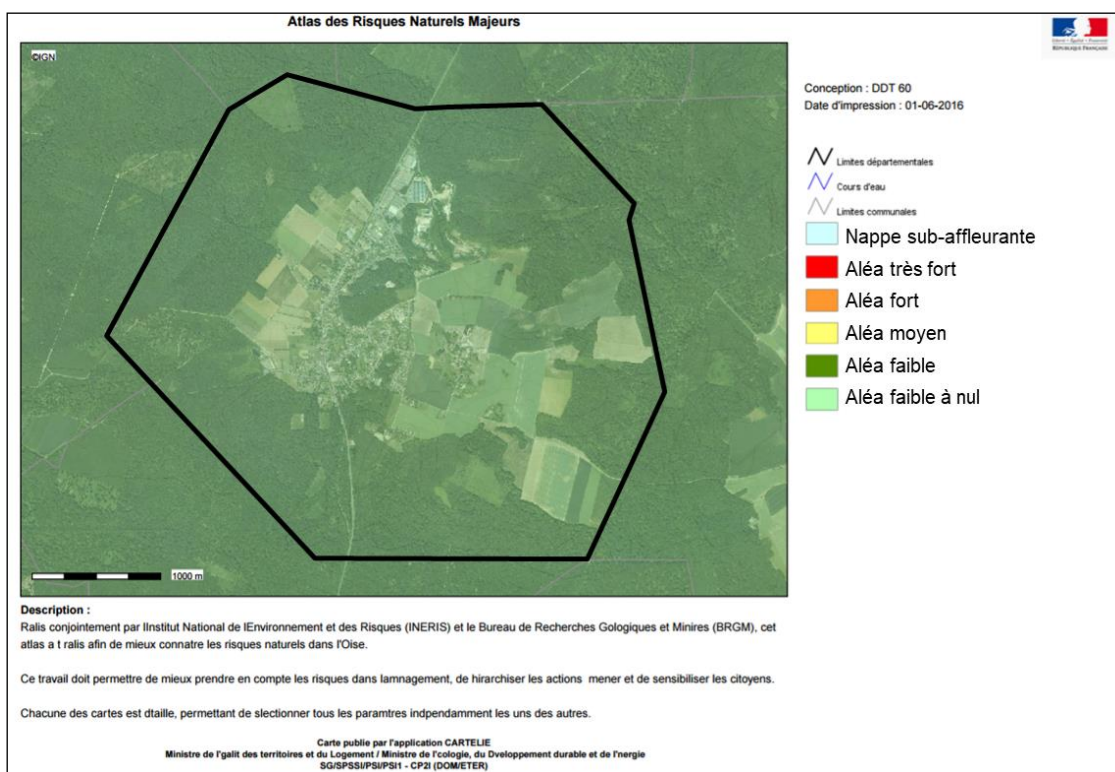 Atlas des Risques Naturels Majeurs
©IGN
RÉPUBLIQUE FRANÇAISE
Conception : DDT 60
Date d'impression : 01-06-2016
Limites départementales
Cours d'eau
Limites communales
Nappe sub-affleurante
Aléa très fort
Aléa fort
Aléa moyen
Aléa faible
Aléa faible à nul
1000 m
Description :
Ralis conjointement par lInstitut National de lEnvironnement et des Risques (INERIS) et le Bureau de Recherches Gologiques et Minires (BRGM), cet
atlas a t ralis afin de mieux connatre les risques naturels dans l'Oise.
Ce travail doit permettre de mieux prendre en compte les risques dans lamnagement, de hirarchiser les actions mener et de sensibiliser les citoyens.
Chacune des cartes est dtaille, permettant de slectionner tous les paramtres indpendamment les uns des autres.
Carte publie par l'application CARTELIE
Ministre de l'galit des territoires et du Logement / Ministre de l'cologie, du Dveloppement durable et de l'nergie
SG/SPSSI/PSI/PSI1 - CP2I (DOM/ETER)